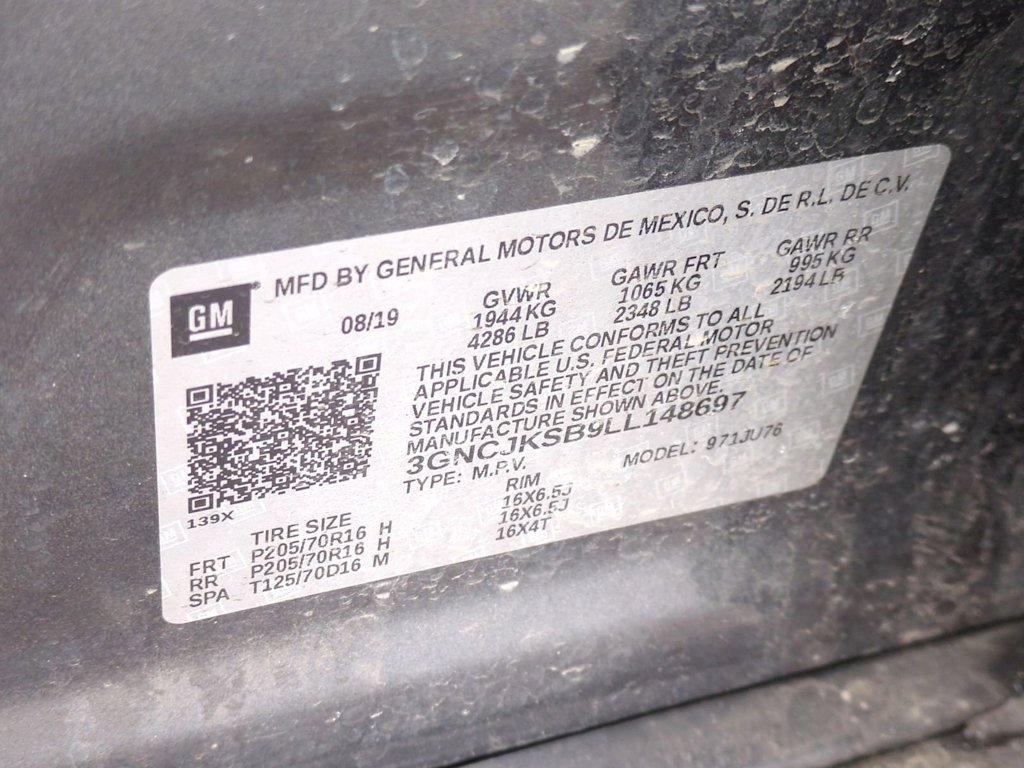 MFD BY GENERAL MOTORS DE MEXICO, S. DE R.L. DE C.V.
GM
08/19
GVWR
1944 KG
4286 LB
GAWR FRT
1065 KG
2348 LB
GAWR RR
995 KG
2194 LB
THIS VEHICLE CONFORMS TO ALL
APPLICABLE U.S. FEDERAL MOTOR
VEHICLE SAFETY AND THEFT PREVENTION
STANDARDS IN EFFECT ON THE DATE OF
MANUFACTURE SHOWN ABOVE.
3GNCJKSB9LL148697
TYPE: M.P.V. MODEL: 971JU76
139X
TIRE SIZE RIM
FRT P205/70R16 H 16X6.5J
RR P205/70R16 H 16X6.5J
SPA T125/70D16 M 16X4T